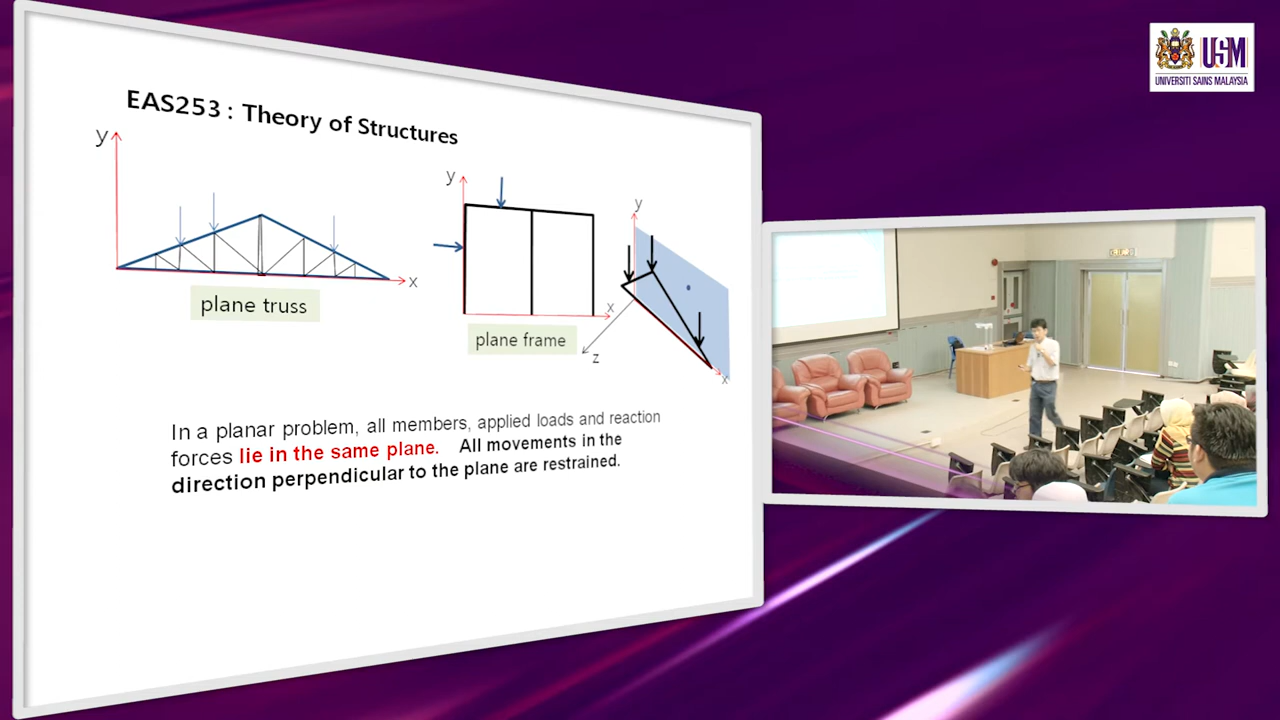 USM
UNIVERSITI SAINS MALAYSIA
EAS253 : Theory of Structures
y
x
plane truss
y
x
plane frame
y
z
x
In a planar problem, all members, applied loads and reaction
forces lie in the same plane. All movements in the
direction perpendicular to the plane are restrained.